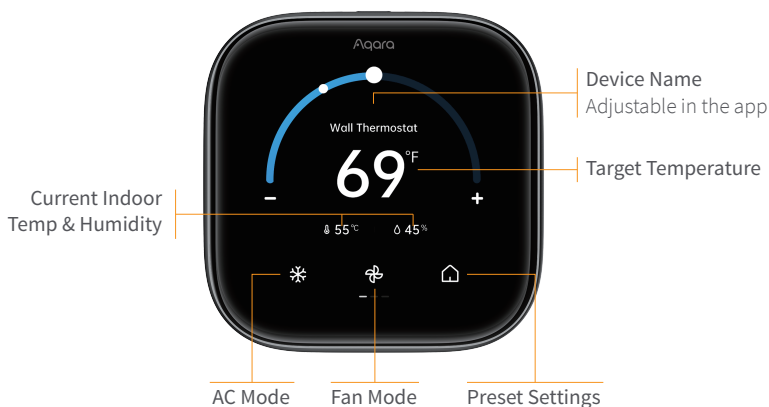 Aqara
Device Name
Adjustable in the app
Wall Thermostat
69°F
Target Temperature
Current Indoor
Temp & Humidity
− +
55°C 45%
AC Mode Fan Mode Preset Settings